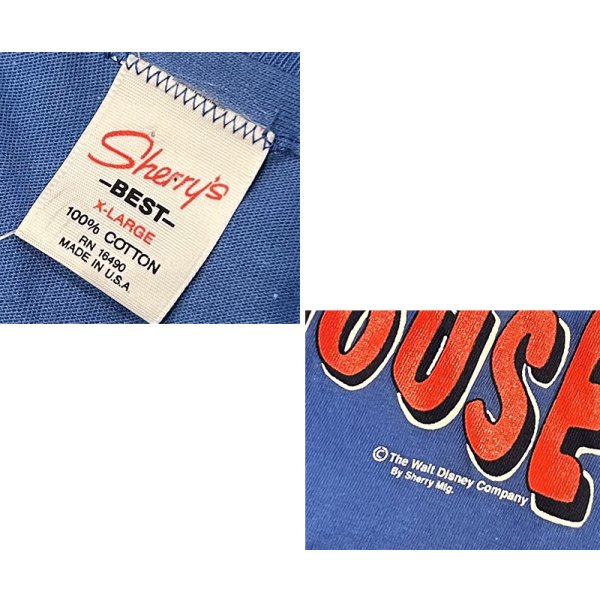 Sherry's
-BEST-
X-LARGE
100% COTTON
RN 16490
MADE IN U.S.A
OUSE
© The Walt Disney Company
By Sherry Mfg.